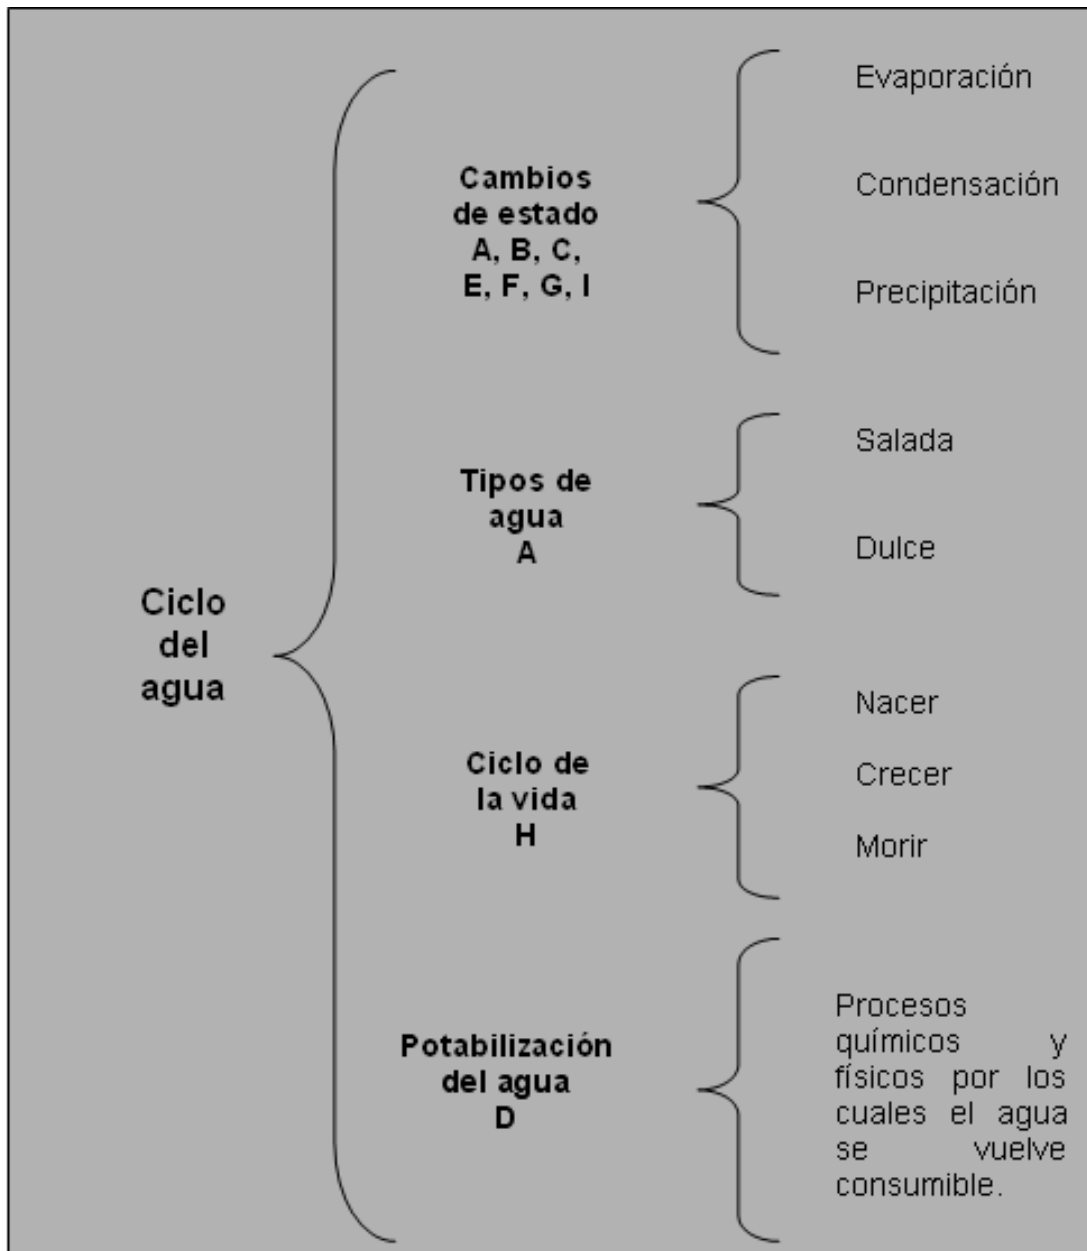 Ciclo
del
agua
Cambios
de estado
A, B, C,
E, F, G, I
Evaporación
Condensación
Precipitación
Tipos de
agua
A
Salada
Dulce
Ciclo de
la vida
H
Nacer
Crecer
Morir
Potabilización
del agua
D
Procesos
químicos y
físicos por los
cuales el agua
se vuelve
consumible.